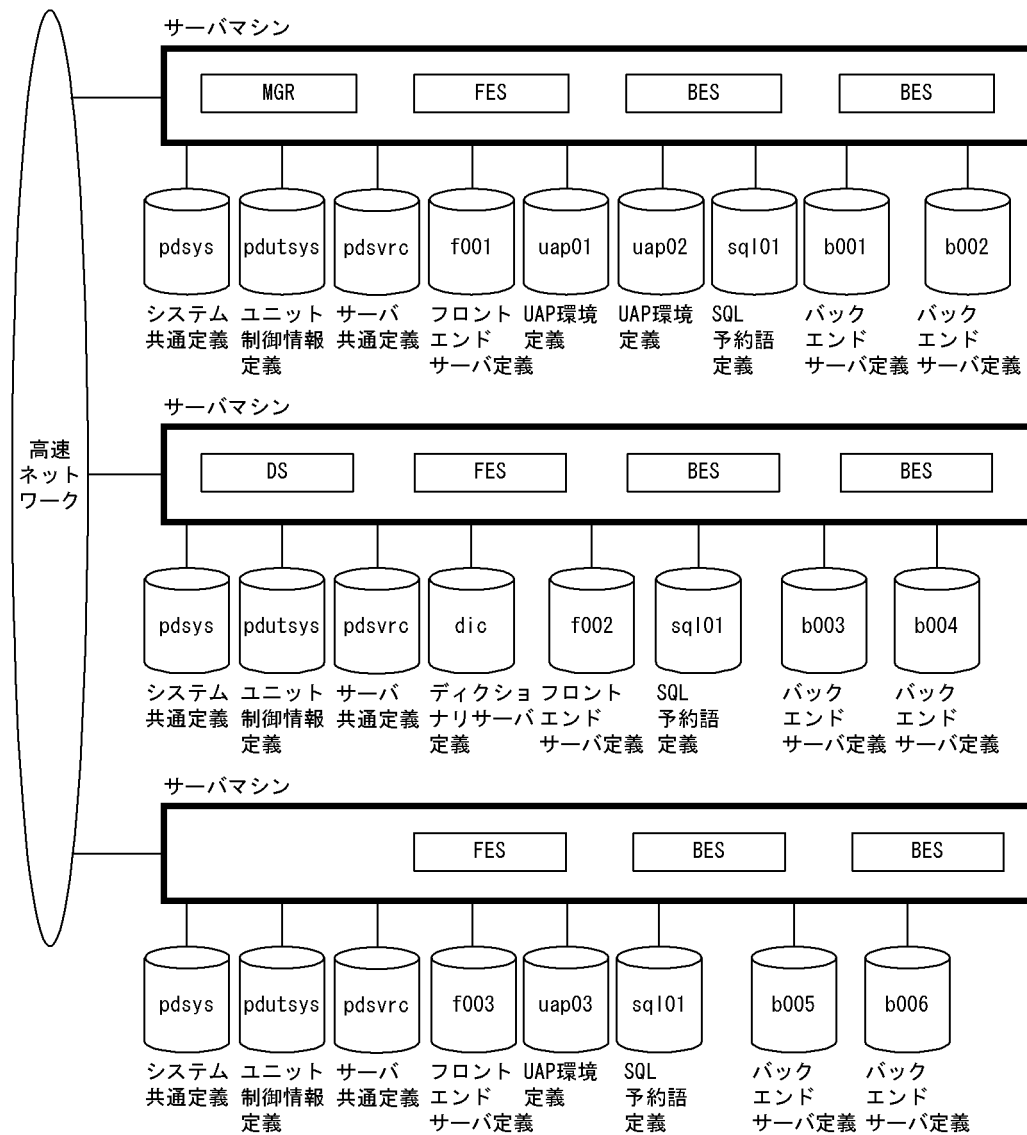 サーバマシン
MGR
FES
BES
BES
pdsys
pdutsys
pdsvrc
f001
uap01
uap02
sql01
b001
b002
システム
共通定義
ユニット
制御情報
定義
サーバ
共通定義
フロント
エンド
サーバ定義
UAP環境
定義
UAP環境
定義
SQL
予約語
定義
バック
エンド
サーバ定義
バック
エンド
サーバ定義
高速
ネット
ワーク
サーバマシン
DS
FES
BES
BES
pdsys
pdutsys
pdsvrc
dic
f002
sql01
b003
b004
システム
共通定義
ユニット
制御情報
定義
サーバ
共通定義
ディクショ
ナリサーバ
定義
フロント
エンド
サーバ定義
SQL
予約語
定義
バック
エンド
サーバ定義
バック
エンド
サーバ定義
サーバマシン
FES
BES
BES
pdsys
pdutsys
pdsvrc
f003
uap03
sql01
b005
b006
システム
共通定義
ユニット
制御情報
定義
サーバ
共通定義
フロント
エンド
サーバ定義
UAP環境
定義
SQL
予約語
定義
バック
エンド
サーバ定義
バック
エンド
サーバ定義